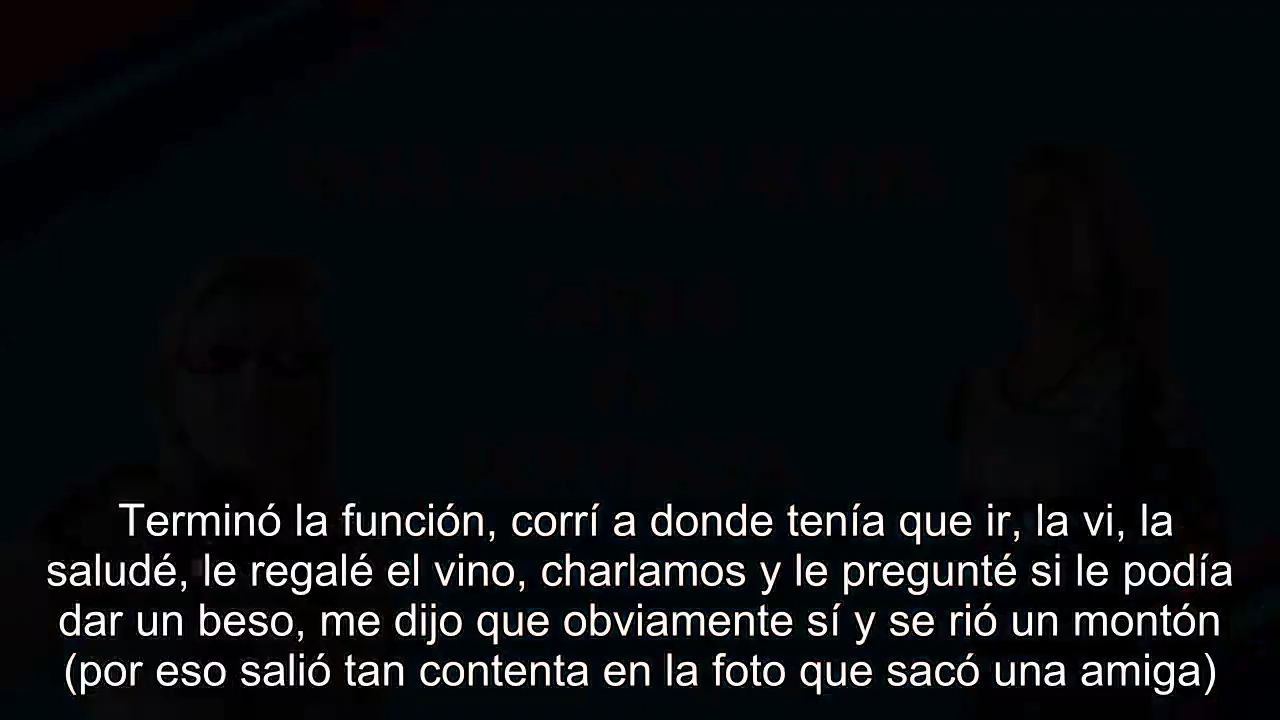 Terminó la función, corrí a donde tenía que ir, la vi, la
saludé, le regalé el vino, charlamos y le pregunté si le podía
dar un beso, me dijo que obviamente sí y se rió un montón
(por eso salió tan contenta en la foto que sacó una amiga)